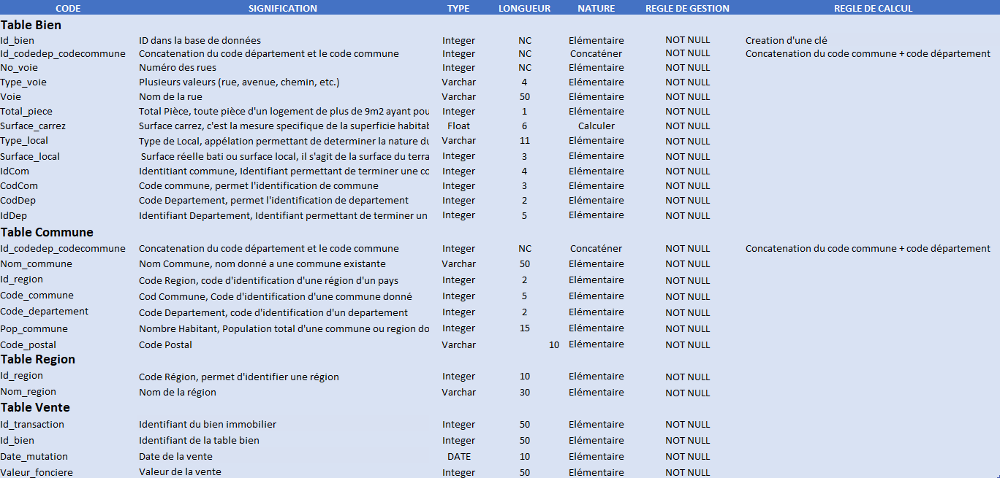 CODE SIGNIFICATION TYPE LONGUEUR NATURE REGLE DE GESTION REGLE DE CALCUL
Table Bien
Id_bien ID dans la base de données Integer NC Elémentaire NOT NULL Creation d'une clé
Id_codedep_codecommune Concatenation du code département et le code commune Integer NC Concaténer NOT NULL Concatenation du code commune + code département
No_voie Numéro des rues Integer NC Elémentaire NOT NULL
Type_voie Plusieurs valeurs (rue, avenue, chemin, etc.) Varchar 4 Elémentaire NOT NULL
Voie Nom de la rue Varchar 50 Elémentaire NOT NULL
Total_piece Total Pièce, toute pièce d'un logement de plus de 9m2 ayant pou Integer 1 Elémentaire NOT NULL
Surface_carrez Surface carrez, c'est la mesure specifique de la superficie habitab Float 6 Calculer NOT NULL
Type_local Type de Local, appélation permettant de determiner la nature du Varchar 11 Elémentaire NOT NULL
Surface_local Surface réelle bati ou surface local, il s'agit de la surface du terra Integer 3 Elémentaire NOT NULL
IdCom Identitiant commune, Identifiant permettant de terminer une co Integer 4 Elémentaire NOT NULL
CodCom Code commune, permet l'identification de commune Integer 3 Elémentaire NOT NULL
CodDep Code Departement, permet l'identification de departement Integer 2 Elémentaire NOT NULL
IdDep Identifiant Departement, Identifiant permettant de terminer un Integer 5 Elémentaire NOT NULL
Table Commune
Id_codedep_codecommune Concatenation du code département et le code commune Integer NC Concaténer NOT NULL Concatenation du code commune + code département
Nom_commune Nom Commune, nom donné a une commune existante Varchar 50 Elémentaire NOT NULL
Id_region Code Region, code d'identification d'une région d'un pays Integer 2 Elémentaire NOT NULL
Code_commune Cod Commune, Code d'identification d'une commune donné Integer 5 Elémentaire NOT NULL
Code_departement Code Departement, code d'identification d'un departement Integer 2 Elémentaire NOT NULL
Pop_commune Nombre Habitant, Population total d'une commune ou region do Integer 15 Elémentaire NOT NULL
Code_postal Code Postal Varchar 10 Elémentaire NOT NULL
Table Region
Id_region Code Région, permet d'identifier une région Integer 10 Elémentaire NOT NULL
Nom_region Nom de la région Varchar 30 Elémentaire NOT NULL
Table Vente
Id_transaction Identifiant du bien immobilier Integer 50 Elémentaire NOT NULL
Id_bien Identifiant de la table bien Integer 50 Elémentaire NOT NULL
Date_mutation Date de la vente DATE 10 Elémentaire NOT NULL
Valeur_fonciere Valeur de la vente Integer 50 Elémentaire NOT NULL